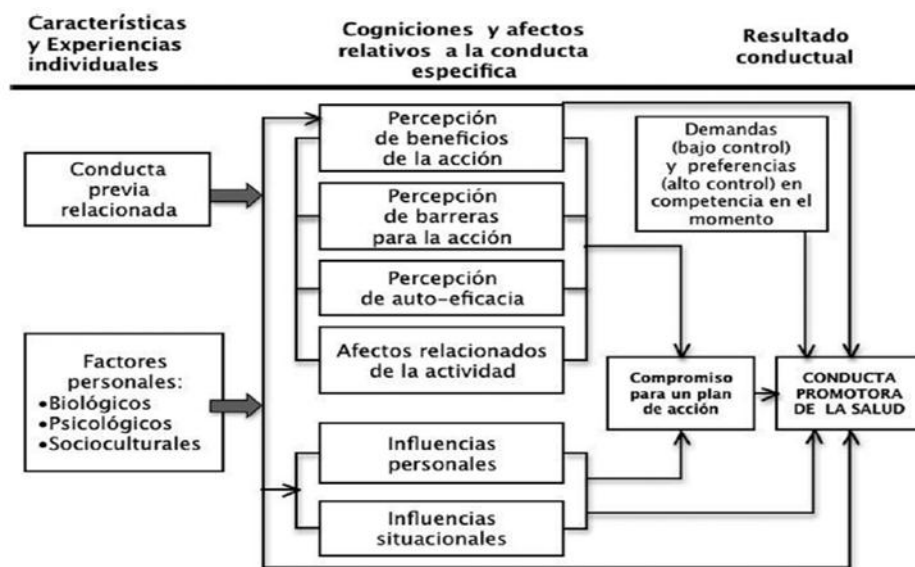 Características
y Experiencias
individuales
Cogniciones y afectos
relativos a la conducta
especifica
Resultado
conductual
Conducta
previa
relacionada
Factores
personales:
•Biológicos
•Psicológicos
•Socioculturales
Percepción
de beneficios
de la acción
Percepción
de barreras
para la acción
Percepción
de auto-eficacia
Afectos relacionados
de la actividad
Influencias
personales
Influencias
situacionales
Demandas
(bajo control)
y preferencias
(alto control) en
competencia en el
momento
Compromiso
para un plan
de acción
CONDUCTA
PROMOTORA
DE LA SALUD